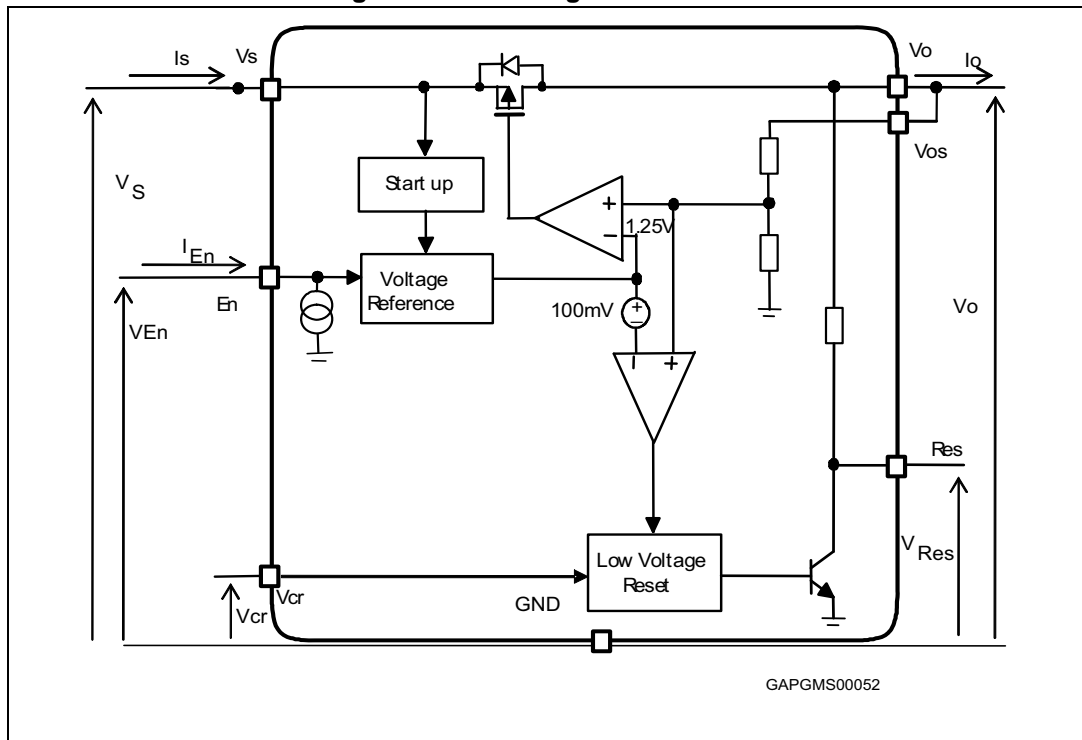 Is
Vs
Vo
Io
Vos
V S
Start up
+
1.25V
–
I En
Voltage
Reference
En
VEn
100mV
+
–
– +
Vo
Res
Low Voltage
Reset
V Res
Vcr
Vcr
GND
GAPGMS00052